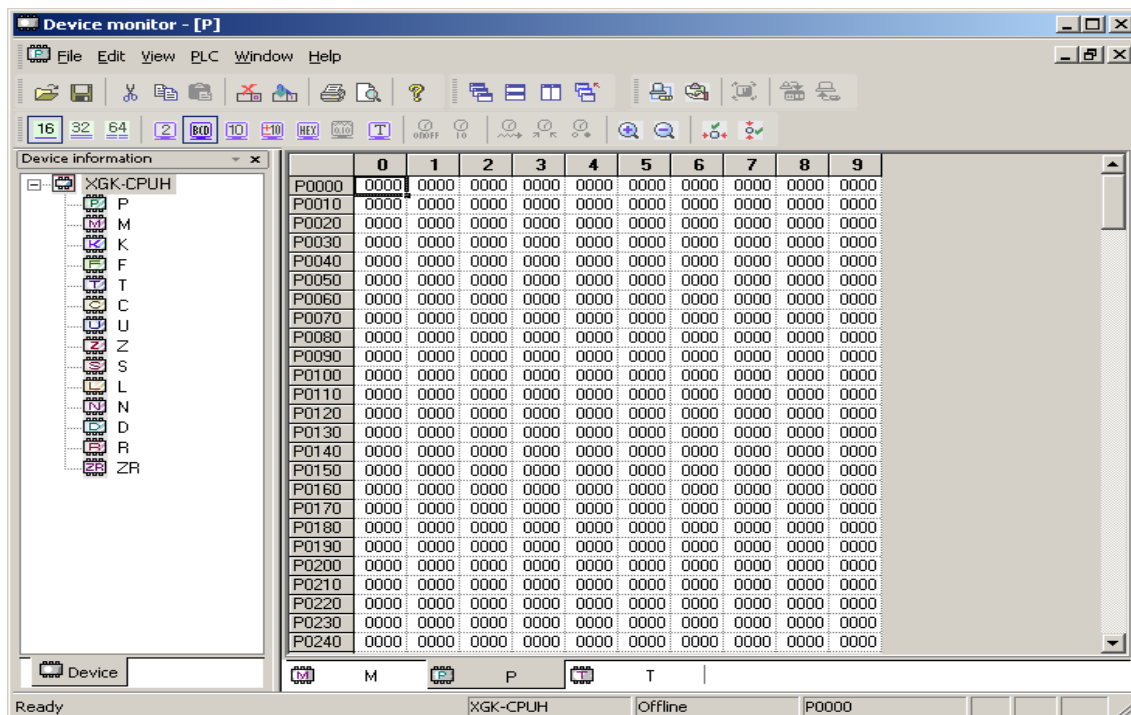 Device monitor - [P]
File Edit View PLC Window Help
16 32 64 2 BCD 10 ±10 HEX 0.10 T ON/OFF 1 0
Device information
XGK-CPUH
P
M
K
F
T
C
U
Z
S
L
N
D
R
ZR
Device
0 1 2 3 4 5 6 7 8 9
P0000 0000 0000 0000 0000 0000 0000 0000 0000 0000 0000
P0010 0000 0000 0000 0000 0000 0000 0000 0000 0000 0000
P0020 0000 0000 0000 0000 0000 0000 0000 0000 0000 0000
P0030 0000 0000 0000 0000 0000 0000 0000 0000 0000 0000
P0040 0000 0000 0000 0000 0000 0000 0000 0000 0000 0000
P0050 0000 0000 0000 0000 0000 0000 0000 0000 0000 0000
P0060 0000 0000 0000 0000 0000 0000 0000 0000 0000 0000
P0070 0000 0000 0000 0000 0000 0000 0000 0000 0000 0000
P0080 0000 0000 0000 0000 0000 0000 0000 0000 0000 0000
P0090 0000 0000 0000 0000 0000 0000 0000 0000 0000 0000
P0100 0000 0000 0000 0000 0000 0000 0000 0000 0000 0000
P0110 0000 0000 0000 0000 0000 0000 0000 0000 0000 0000
P0120 0000 0000 0000 0000 0000 0000 0000 0000 0000 0000
P0130 0000 0000 0000 0000 0000 0000 0000 0000 0000 0000
P0140 0000 0000 0000 0000 0000 0000 0000 0000 0000 0000
P0150 0000 0000 0000 0000 0000 0000 0000 0000 0000 0000
P0160 0000 0000 0000 0000 0000 0000 0000 0000 0000 0000
P0170 0000 0000 0000 0000 0000 0000 0000 0000 0000 0000
P0180 0000 0000 0000 0000 0000 0000 0000 0000 0000 0000
P0190 0000 0000 0000 0000 0000 0000 0000 0000 0000 0000
P0200 0000 0000 0000 0000 0000 0000 0000 0000 0000 0000
P0210 0000 0000 0000 0000 0000 0000 0000 0000 0000 0000
P0220 0000 0000 0000 0000 0000 0000 0000 0000 0000 0000
P0230 0000 0000 0000 0000 0000 0000 0000 0000 0000 0000
P0240 0000 0000 0000 0000 0000 0000 0000 0000 0000 0000
M M P P T T
Ready XGK-CPUH Offline P0000